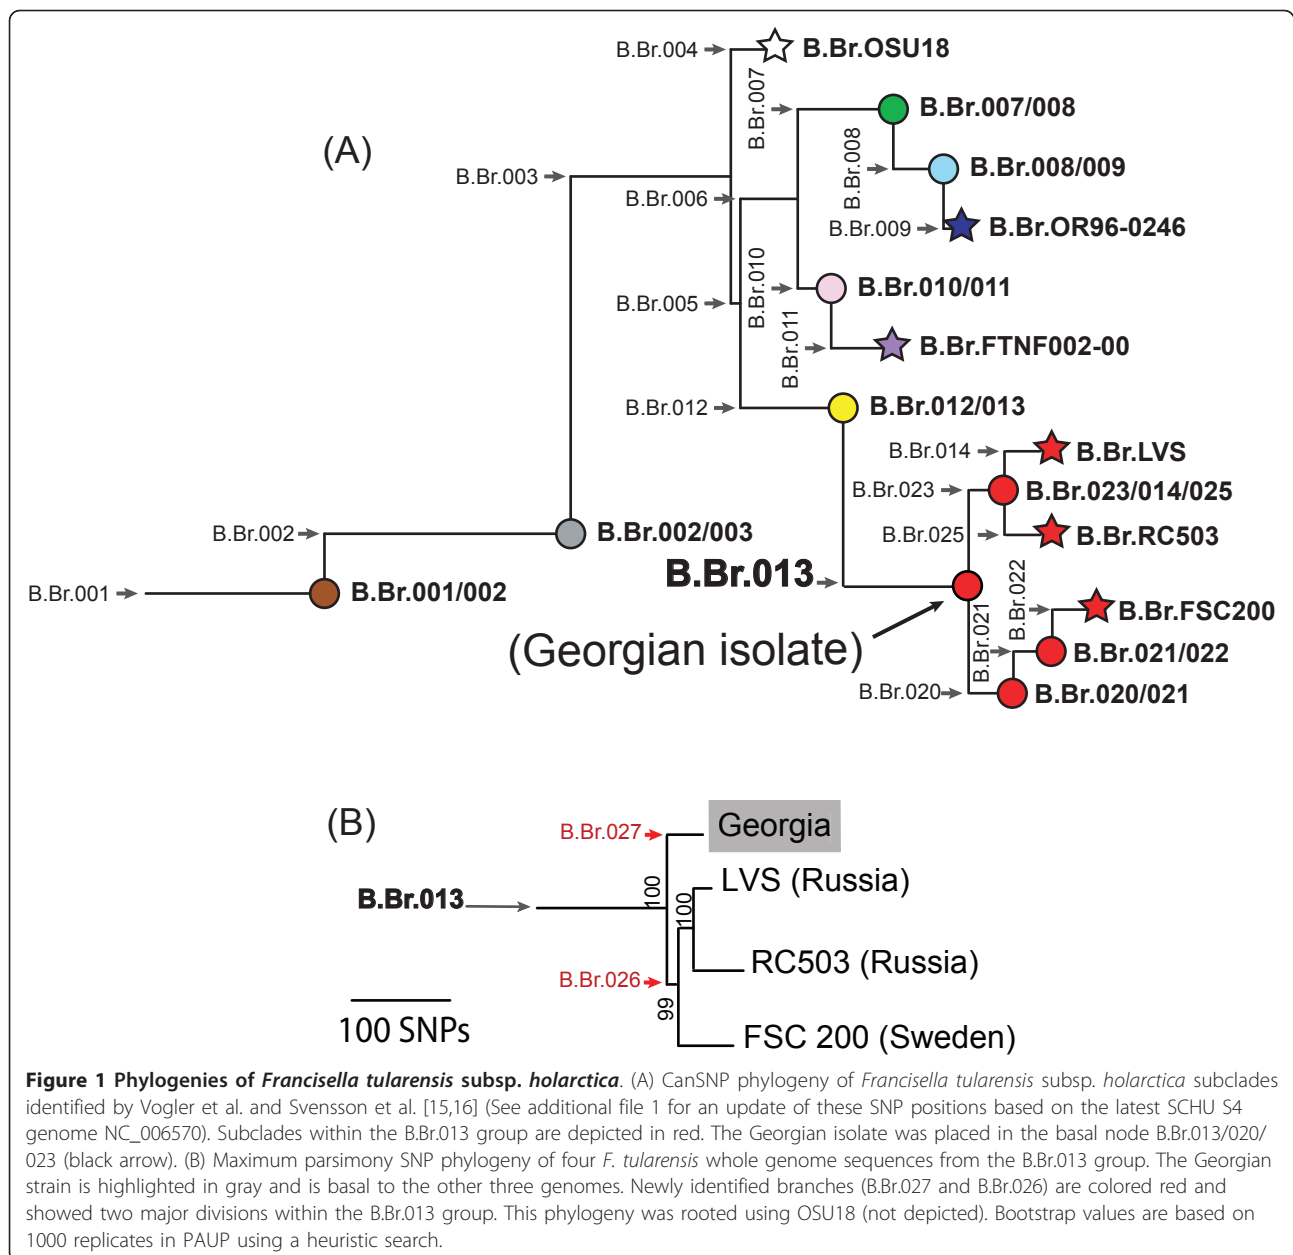 B.Br.004
B.Br.OSU18
B.Br.007
B.Br.007/008
(A)
B.Br.008
B.Br.008/009
B.Br.003
B.Br.006
B.Br.009
B.Br.OR96-0246
B.Br.010
B.Br.010/011
B.Br.005
B.Br.011
B.Br.FTNF002-00
B.Br.012
B.Br.012/013
B.Br.014
B.Br.LVS
B.Br.023
B.Br.023/014/025
B.Br.002
B.Br.002/003
B.Br.025
B.Br.RC503
B.Br.013
B.Br.001
B.Br.001/002
B.Br.022
B.Br.FSC200
(Georgian isolate)
B.Br.021
B.Br.021/022
B.Br.020
B.Br.020/021
(B)
B.Br.027
Georgia
100
LVS (Russia)
B.Br.013
100
RC503 (Russia)
B.Br.026
99
100 SNPs
FSC 200 (Sweden)
Figure 1 Phylogenies of Francisella tularensis subsp. holarctica. (A) CanSNP phylogeny of Francisella tularensis subsp. holarctica subclades
identified by Vogler et al. and Svensson et al. [15,16] (See additional file 1 for an update of these SNP positions based on the latest SCHU S4
genome NC_006570). Subclades within the B.Br.013 group are depicted in red. The Georgian isolate was placed in the basal node B.Br.013/020/
023 (black arrow). (B) Maximum parsimony SNP phylogeny of four F. tularensis whole genome sequences from the B.Br.013 group. The Georgian
strain is highlighted in gray and is basal to the other three genomes. Newly identified branches (B.Br.027 and B.Br.026) are colored red and
showed two major divisions within the B.Br.013 group. This phylogeny was rooted using OSU18 (not depicted). Bootstrap values are based on
1000 replicates in PAUP using a heuristic search.